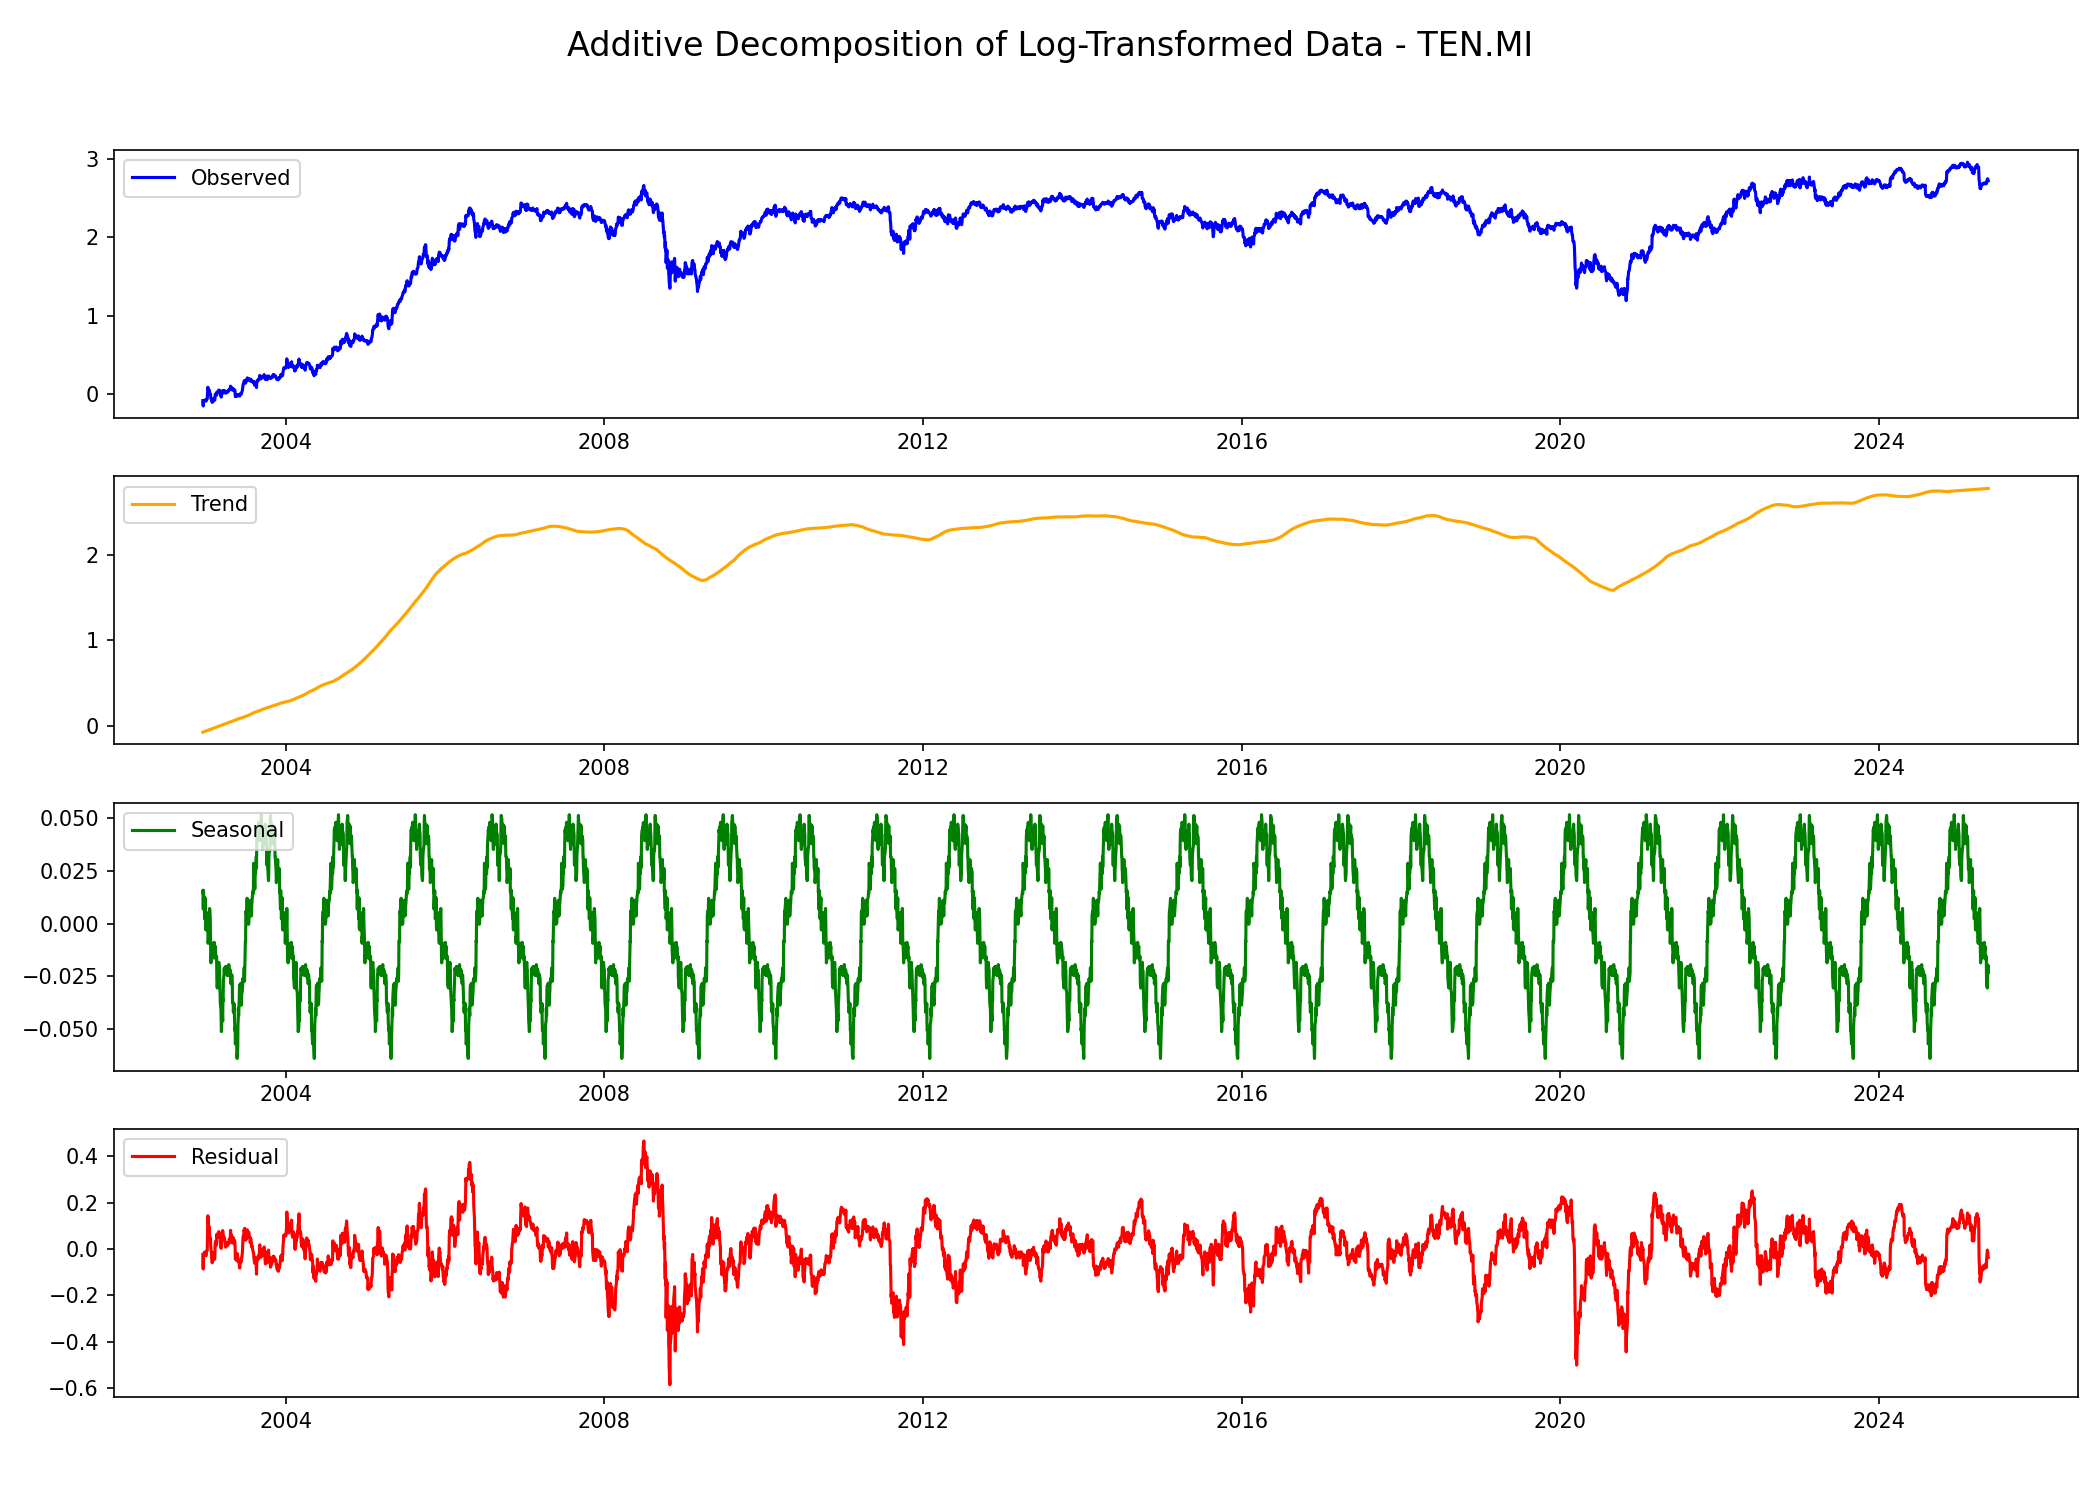 Additive Decomposition of Log-Transformed Data - TEN.MI
3
Observed
2
1
0
2004 2008 2012 2016 2020 2024
Trend
2
1
0
2004 2008 2012 2016 2020 2024
0.050
Seasonal
0.025
0.000
−0.025
−0.050
2004 2008 2012 2016 2020 2024
0.4
Residual
0.2
0.0
−0.2
−0.4
−0.6
2004 2008 2012 2016 2020 2024